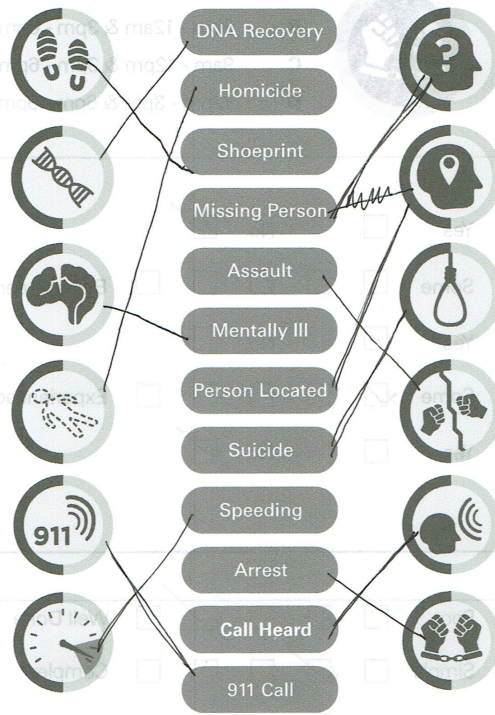 DNA Recovery
Homicide
Shoeprint
Missing Person
Assault
Mentally Ill
Person Located
Suicide
Speeding
911
Arrest
Call Heard
911 Call